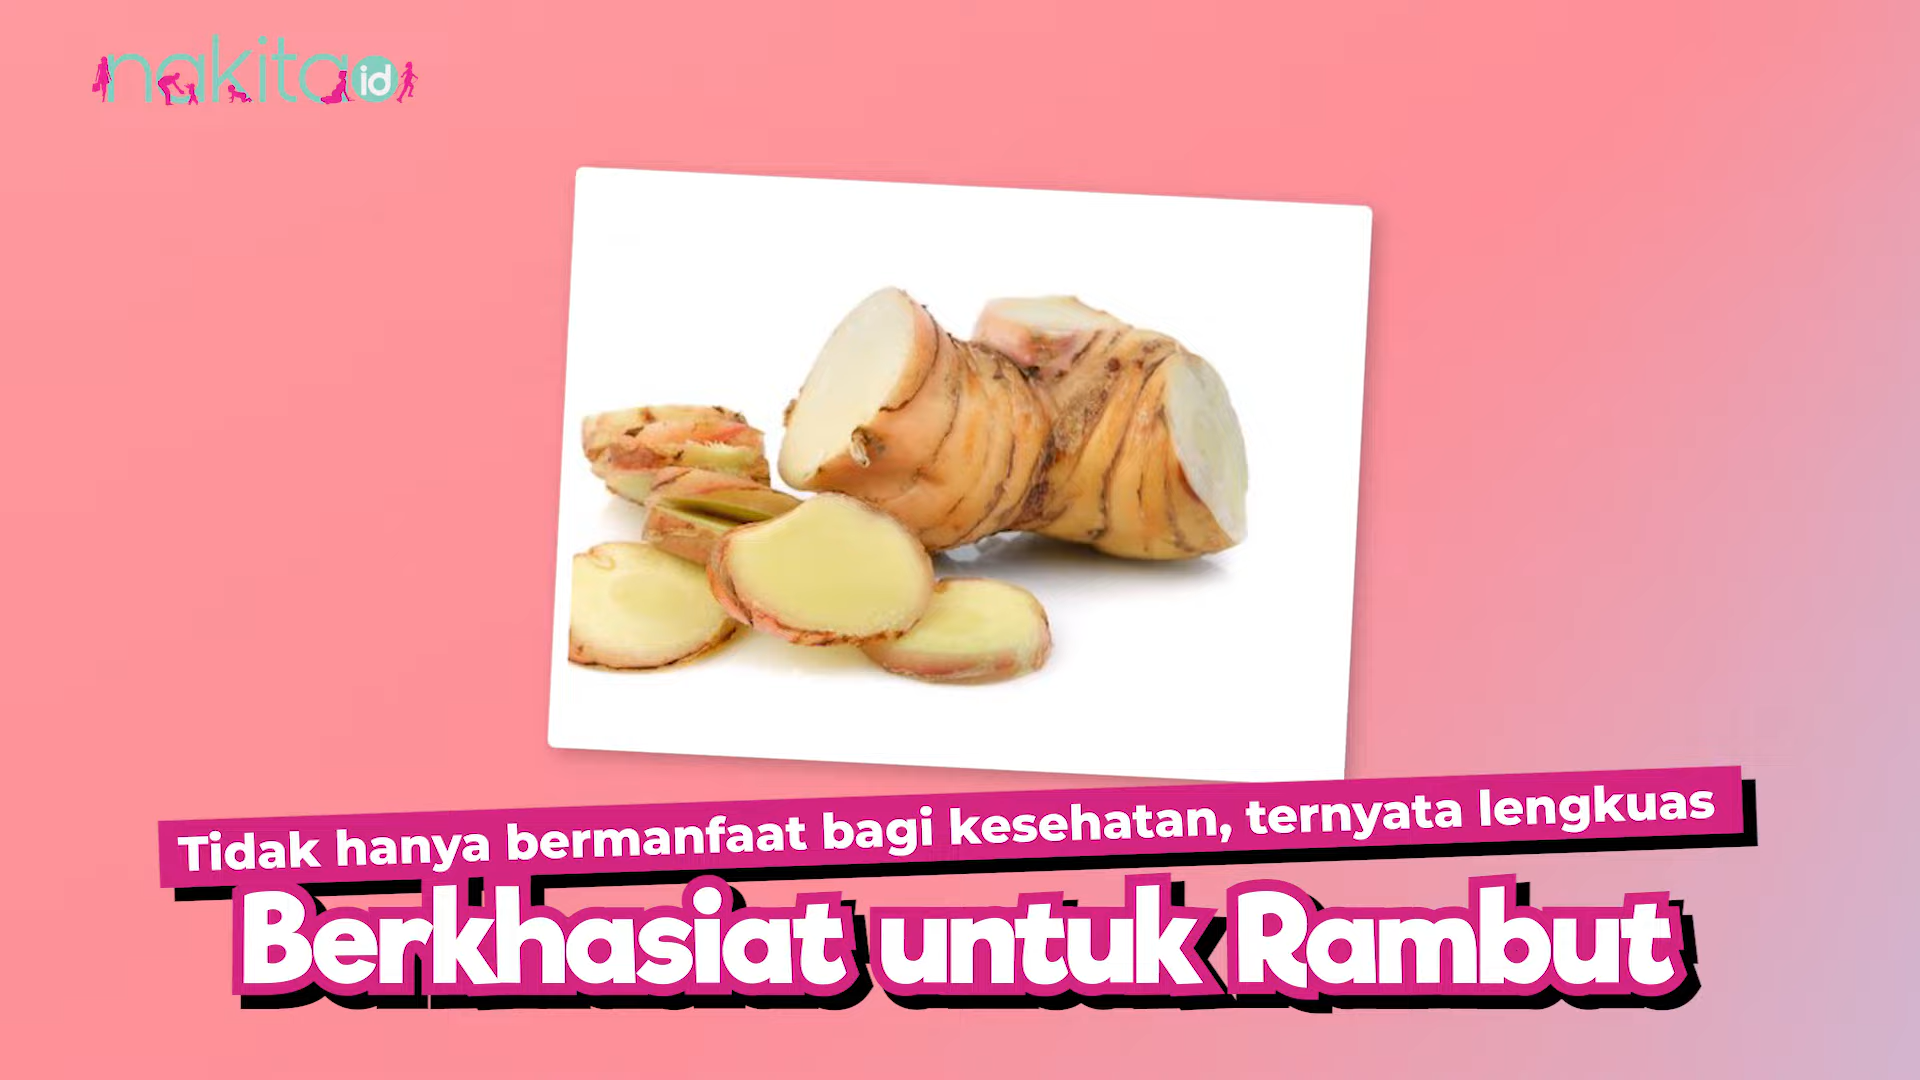 nakita id
Tidak hanya bermanfaat bagi kesehatan, ternyata lengkuas
Berkhasiat untuk Rambut